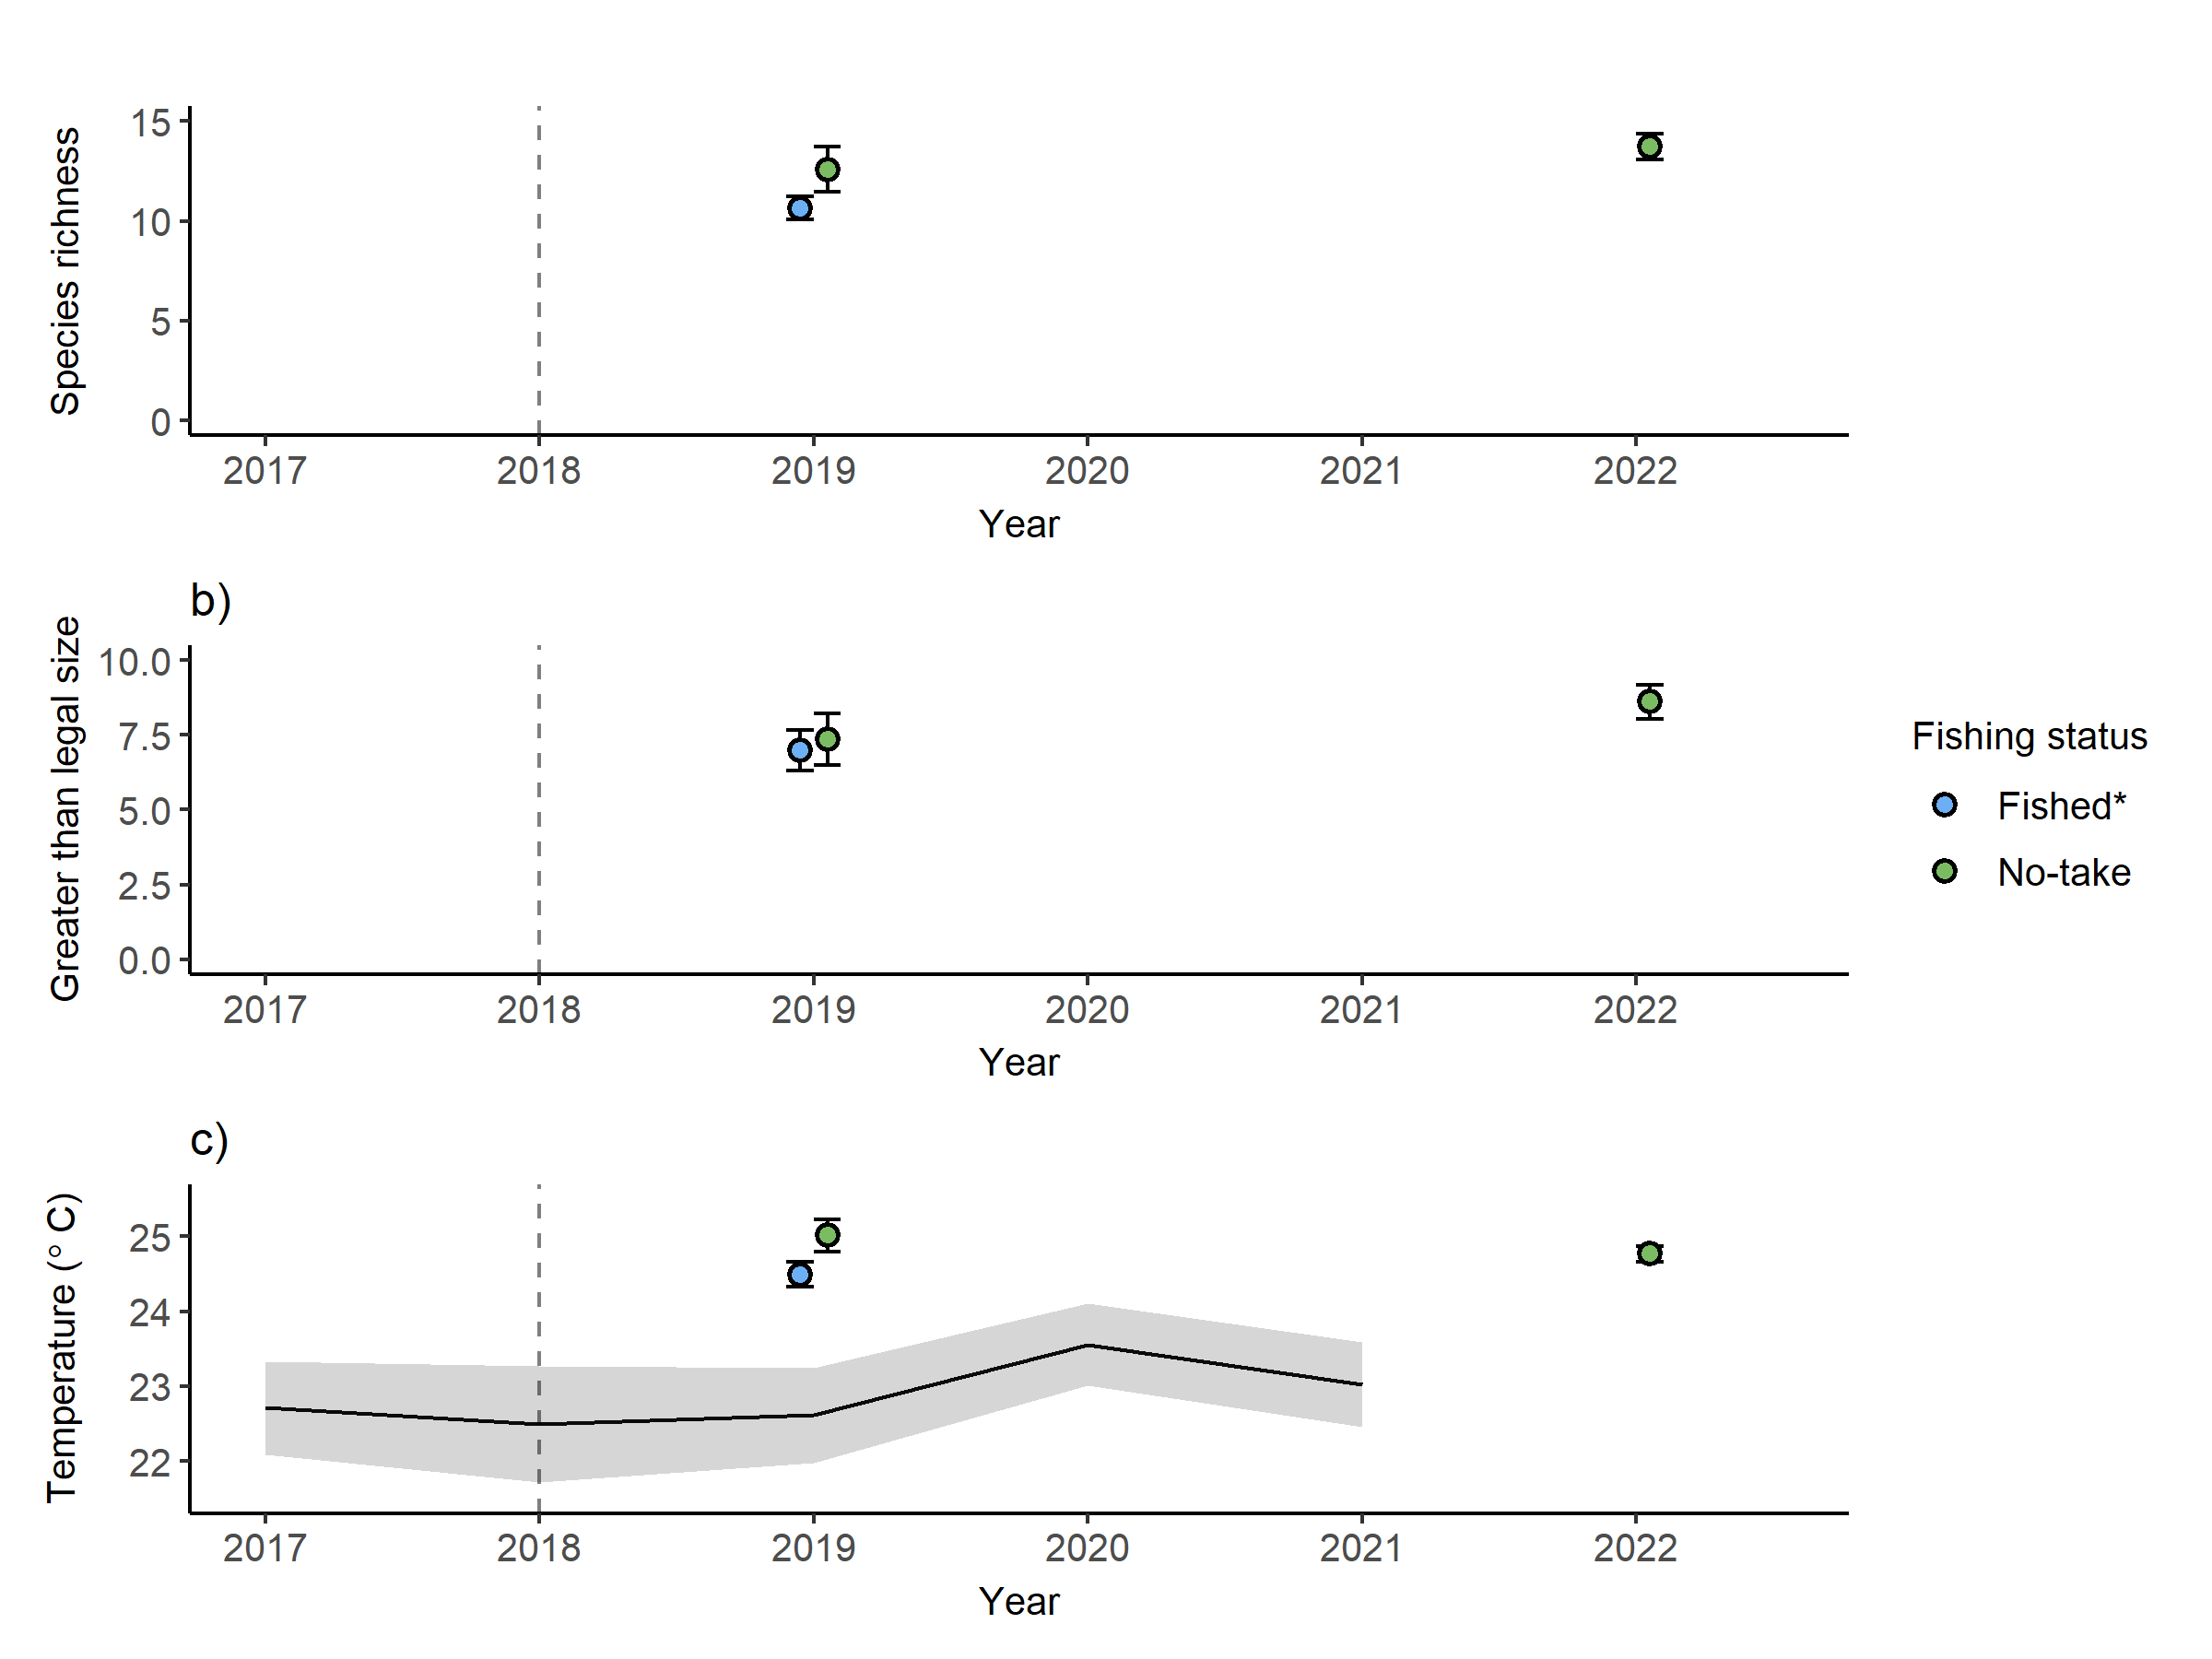 Species richness
15
10
5
0
2017 2018 2019 2020 2021 2022
Year
b)
Greater than legal size
10.0
7.5
5.0
2.5
0.0
2017 2018 2019 2020 2021 2022
Year
Fishing status
Fished*
No-take
c)
Temperature (° C)
25
24
23
22
2017 2018 2019 2020 2021 2022
Year